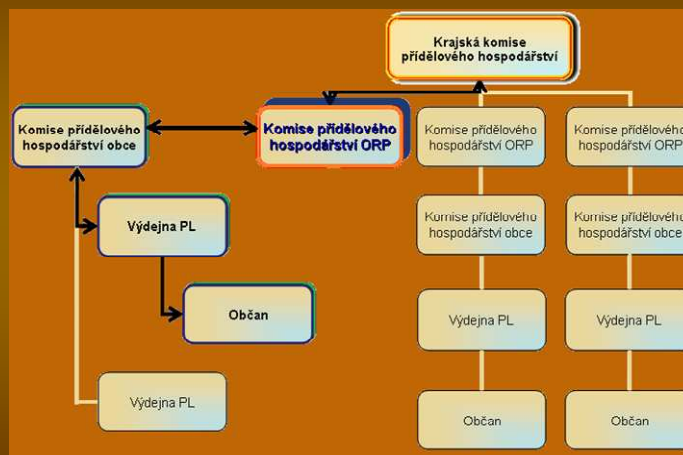 Krajská komise
přídělového hospodářství
Komise přídělového
hospodářství obce
Komise přídělového
hospodářství ORP
Komise přídělového
hospodářství ORP
Komise přídělového
hospodářství ORP
Výdejna PL
Komise přídělového
hospodářství obce
Komise přídělového
hospodářství obce
Občan
Výdejna PL
Výdejna PL
Výdejna PL
Občan
Občan